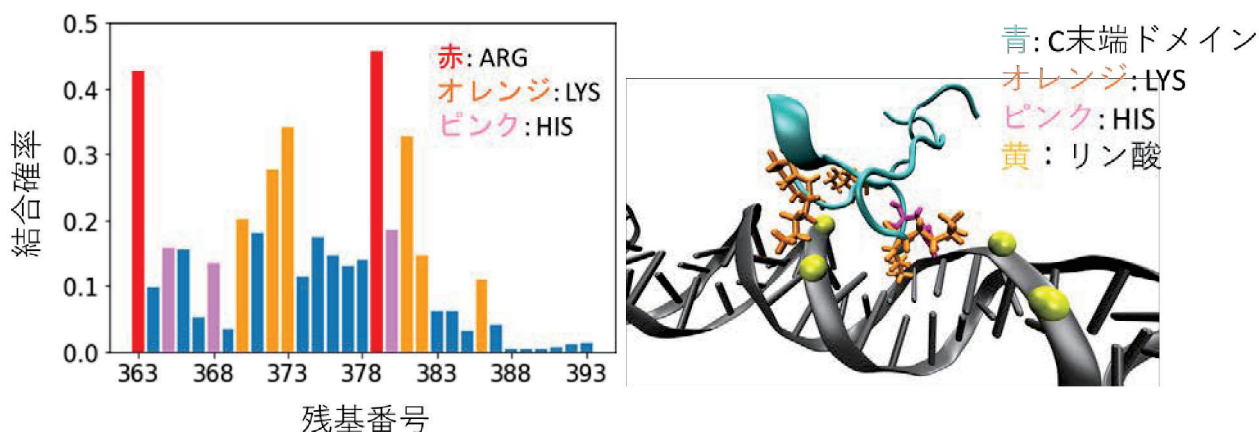 0.5
0.4
0.3
0.2
0.1
0.0
結合確率
赤: ARG
オレンジ: LYS
ピンク: HIS
363 368 373 378 383 388 393
残基番号
青: C末端ドメイン
オレンジ: LYS
ピンク: HIS
黄：リン酸